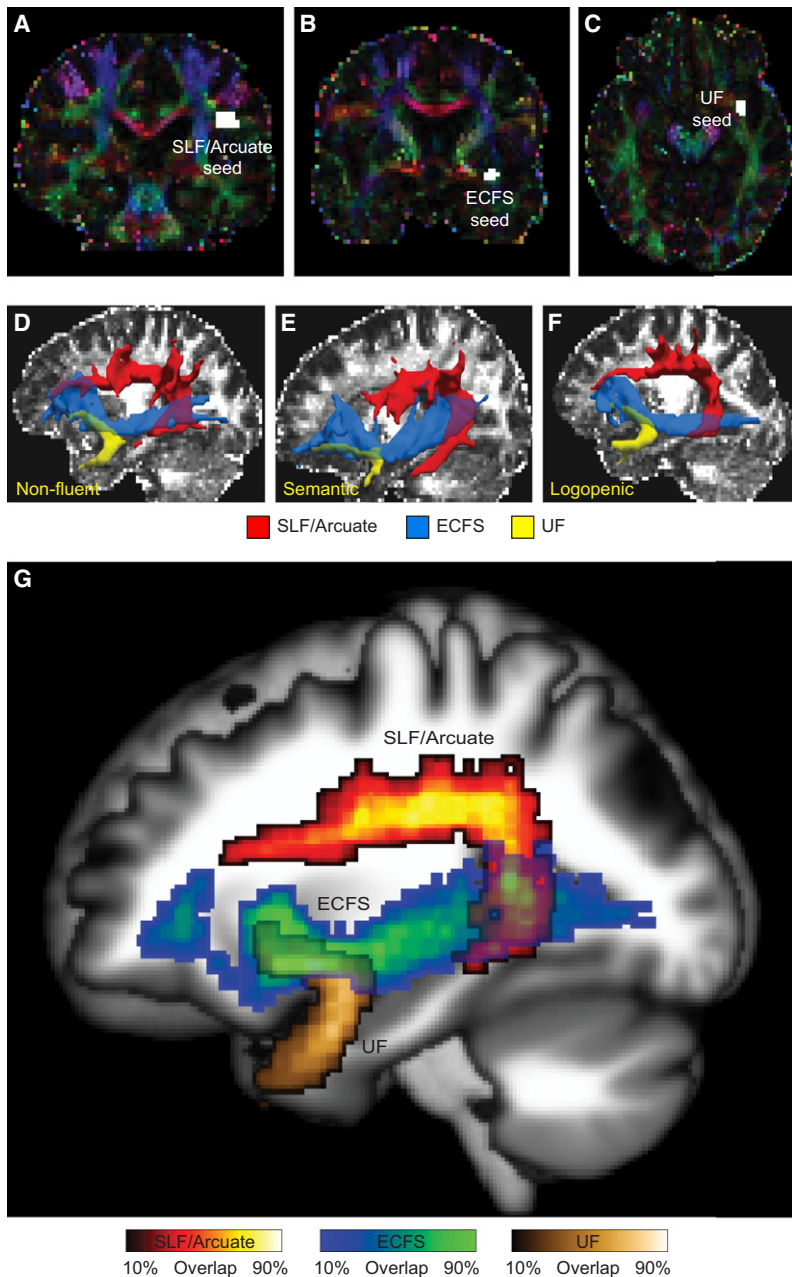 A
B
C
SLF/Arcuate
seed
ECFS
seed
UF
seed
D
E
F
Non-fluent
Semantic
Logopenic
SLF/Arcuate
ECFS
UF
G
SLF/Arcuate
ECFS
UF
SLF/Arcuate
ECFS
UF
10% Overlap 90%
10% Overlap 90%
10% Overlap 90%